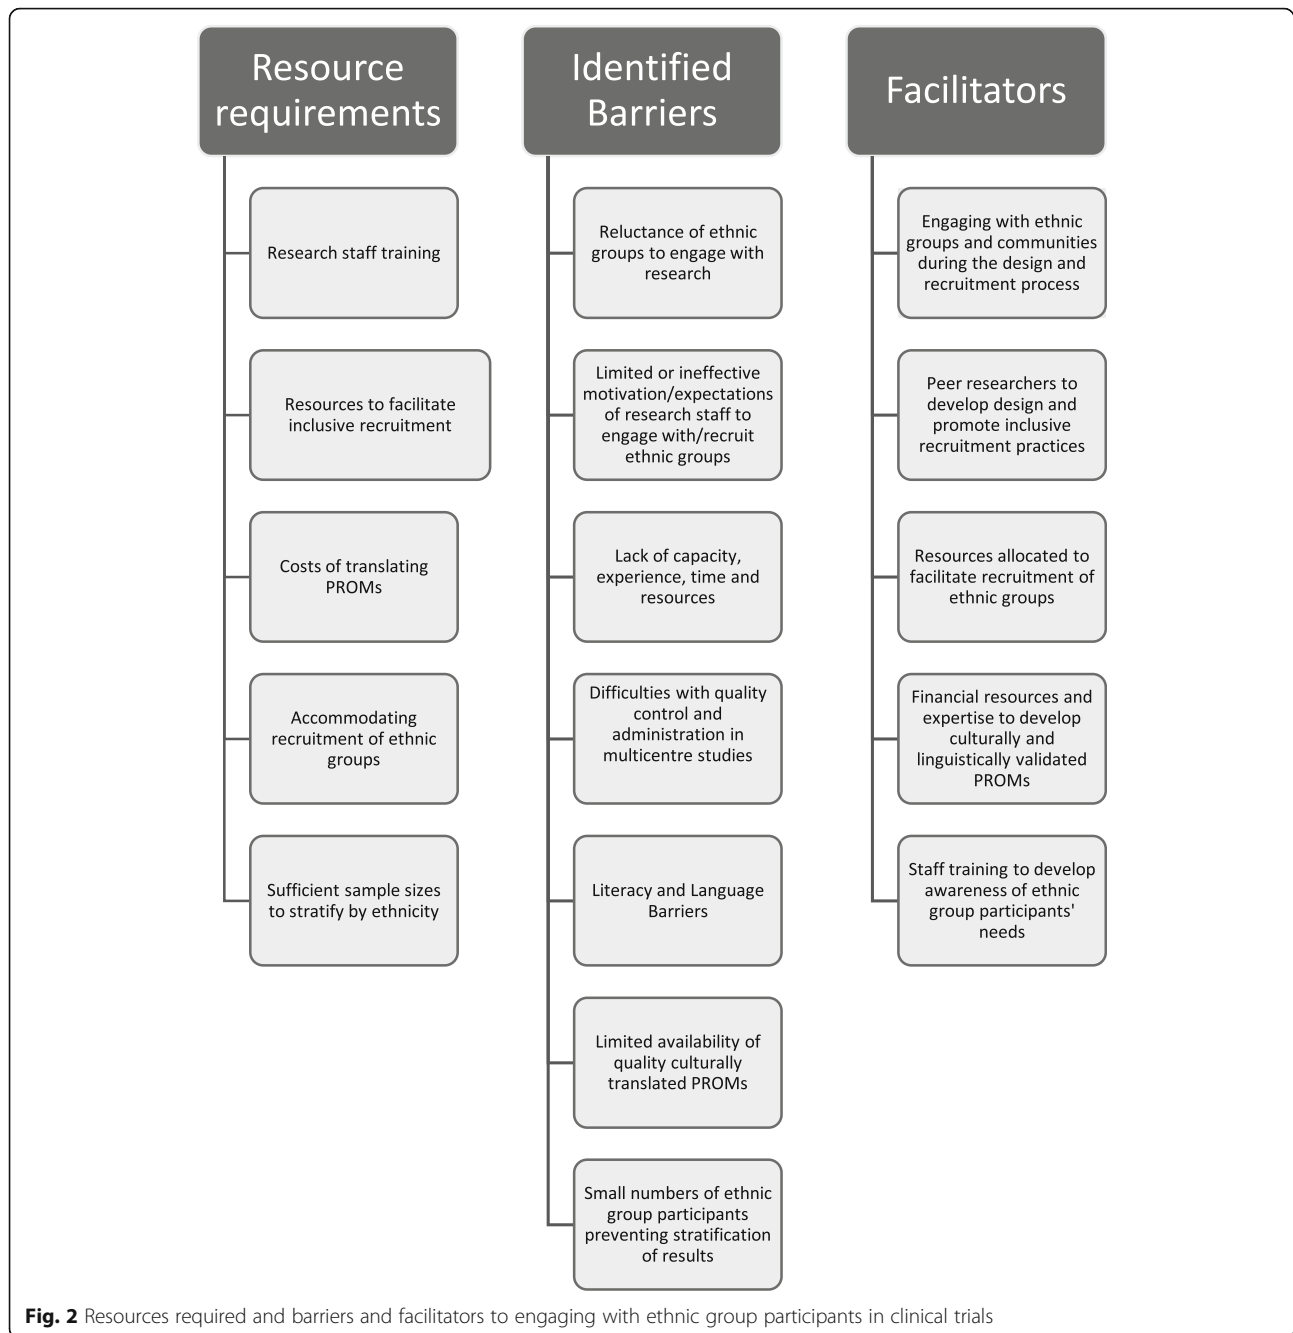 Resource
requirements
Research staff training
Resources to facilitate
inclusive recruitment
Costs of translating
PROMs
Accommodating
recruitment of ethnic
groups
Sufficient sample sizes
to stratify by ethnicity
Identified
Barriers
Reluctance of ethnic
groups to engage with
research
Limited or ineffective
motivation/expectations
of research staff to
engage with/recruit
ethnic groups
Lack of capacity,
experience, time and
resources
Difficulties with quality
control and
administration in
multicentre studies
Literacy and Language
Barriers
Limited availability of
quality culturally
translated PROMs
Small numbers of ethnic
group participants
preventing stratification
of results
Facilitators
Engaging with ethnic
groups and communities
during the design and
recruitment process
Peer researchers to
develop design and
promote inclusive
recruitment practices
Resources allocated to
facilitate recruitment of
ethnic groups
Financial resources and
expertise to develop
culturally and
linguistically validated
PROMs
Staff training to develop
awareness of ethnic
group participants'
needs
Fig. 2 Resources required and barriers and facilitators to engaging with ethnic group participants in clinical trials